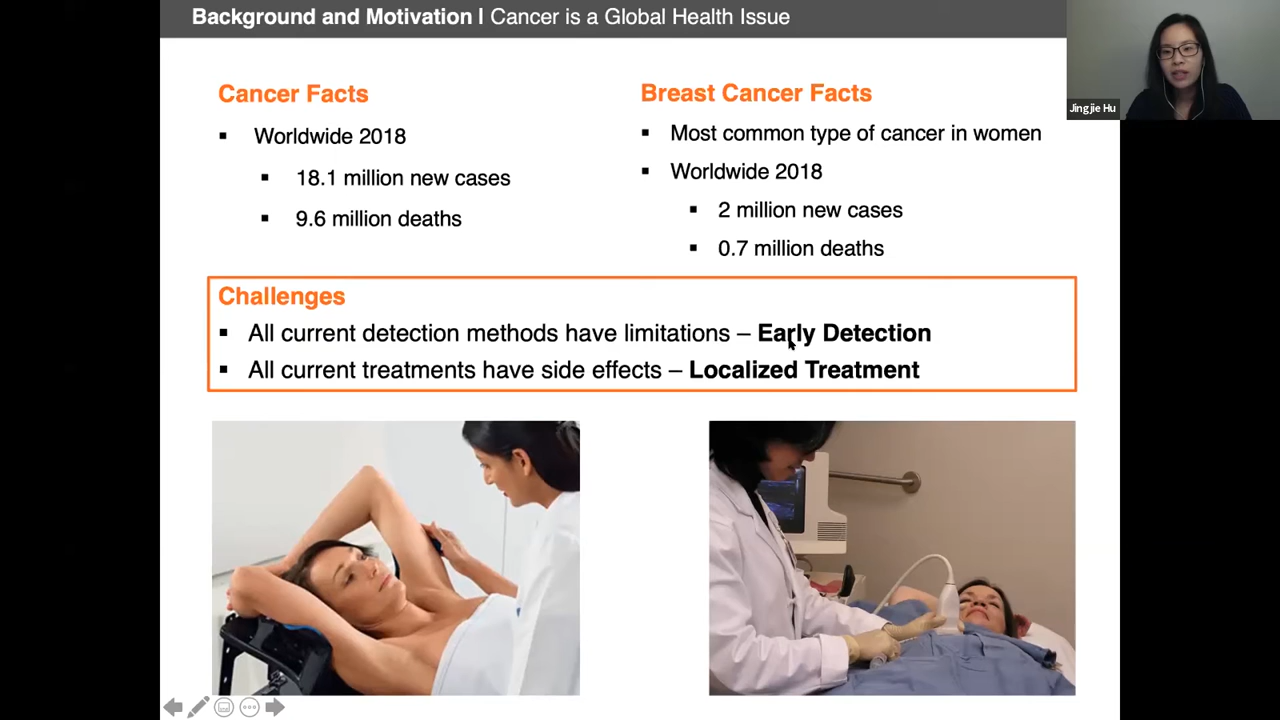 Background and Motivation I Cancer is a Global Health Issue
Jingjie Hu
Cancer Facts
Worldwide 2018
18.1 million new cases
9.6 million deaths
Breast Cancer Facts
Most common type of cancer in women
Worldwide 2018
2 million new cases
0.7 million deaths
Challenges
All current detection methods have limitations – Early Detection
All current treatments have side effects – Localized Treatment